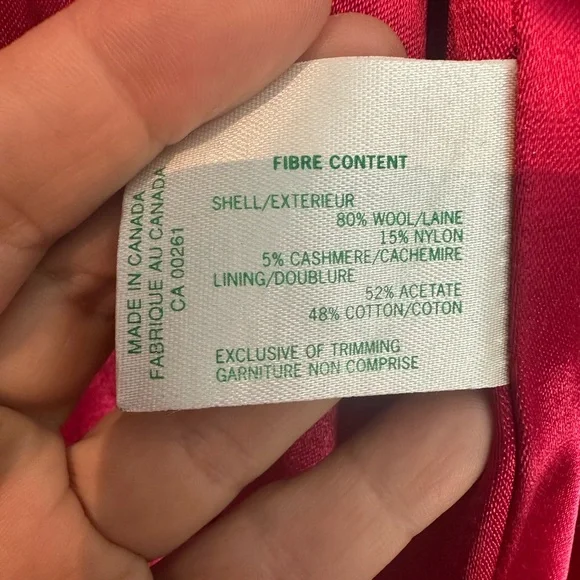 FIBRE CONTENT
SHELL/EXTERIEUR
80% WOOL/LAINE
15% NYLON
5% CASHMERE/CACHEMIRE
LINING/DOUBLURE
52% ACETATE
48% COTTON/COTON
EXCLUSIVE OF TRIMMING
GARNITURE NON COMPRISE
MADE IN CANADA
FABRIQUE AU CANADA
CA 00261